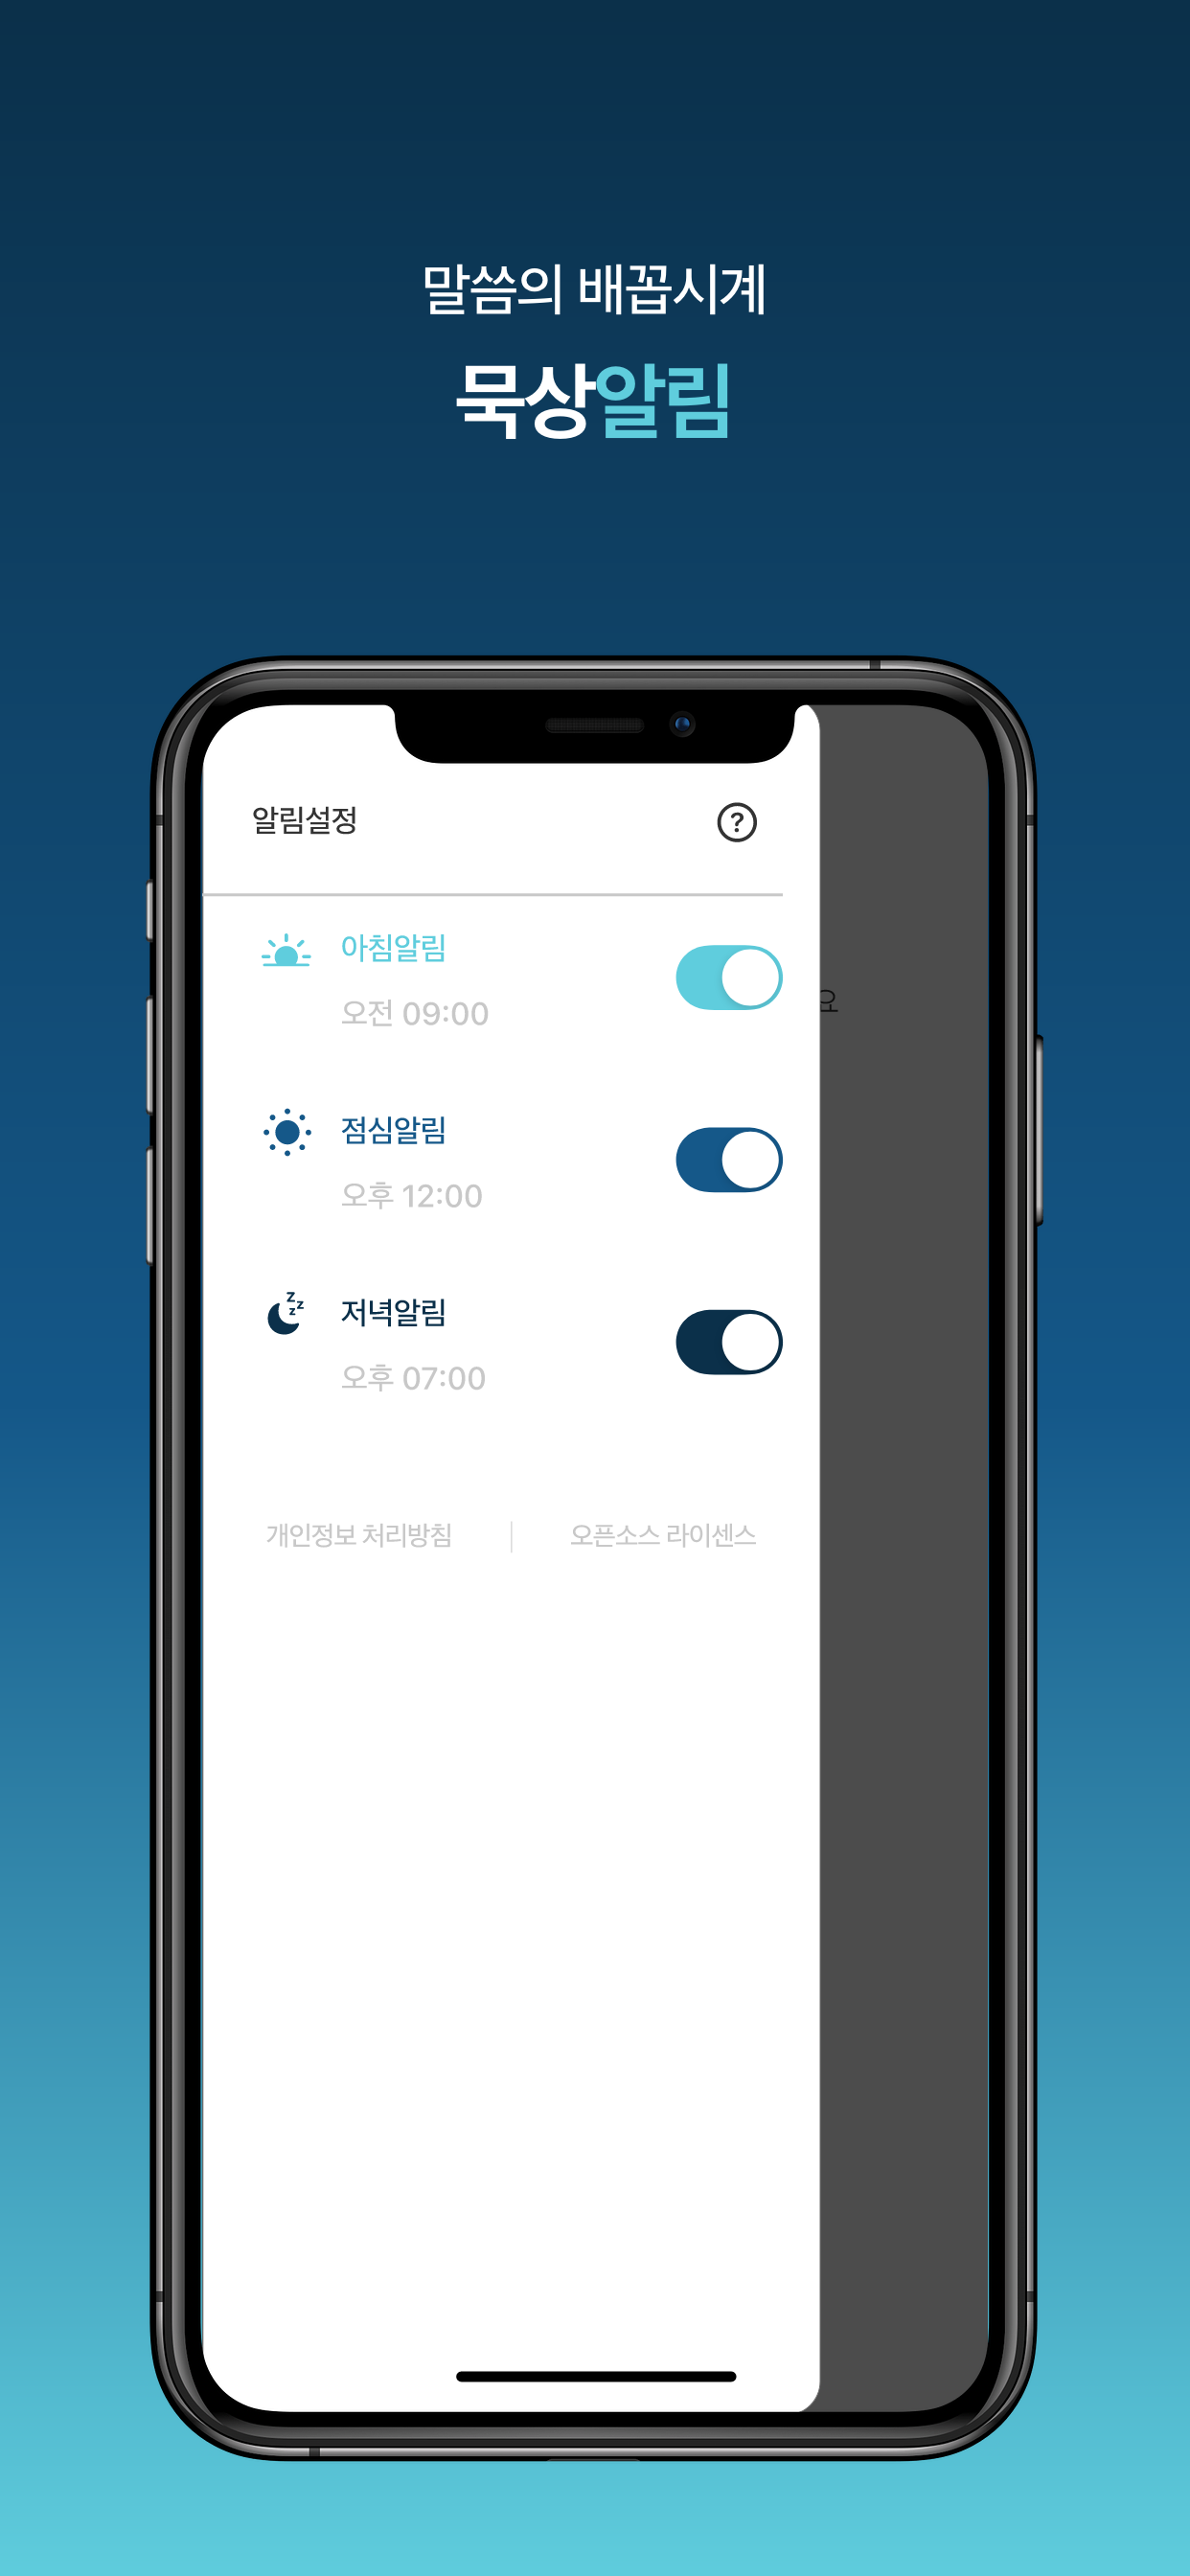 말씀의 배꼽시계
묵상알림
알림설정
?
아침알림
오전 09:00
요
점심알림
오후 12:00
z z z
저녁알림
오후 07:00
개인정보 처리방침 | 오픈소스 라이센스